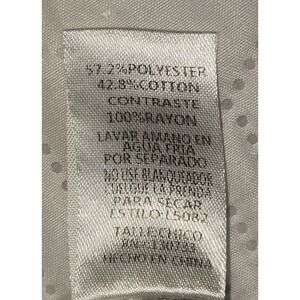 57.2%POLYESTER
42.8%COTTON
CONTRASTE
100%RAYON
LAVAR AMANO EN
AGUA FRIA
POR SEPARADO
NO USE BLANQUEADOR
CUELGUE LA PRENDA
PARA SECAR
ESTILO:L5082
TALLE:CHICO
RN:130733
HECHO EN CHINA